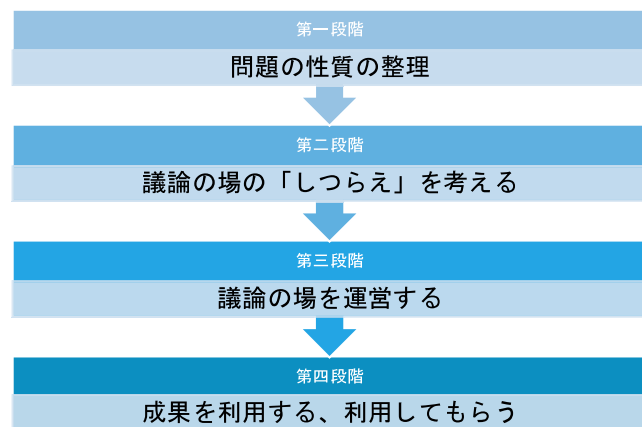 第一段階
問題の性質の整理
第二段階
議論の場の「しつらえ」を考える
第三段階
議論の場を運営する
第四段階
成果を利用する、利用してもらう